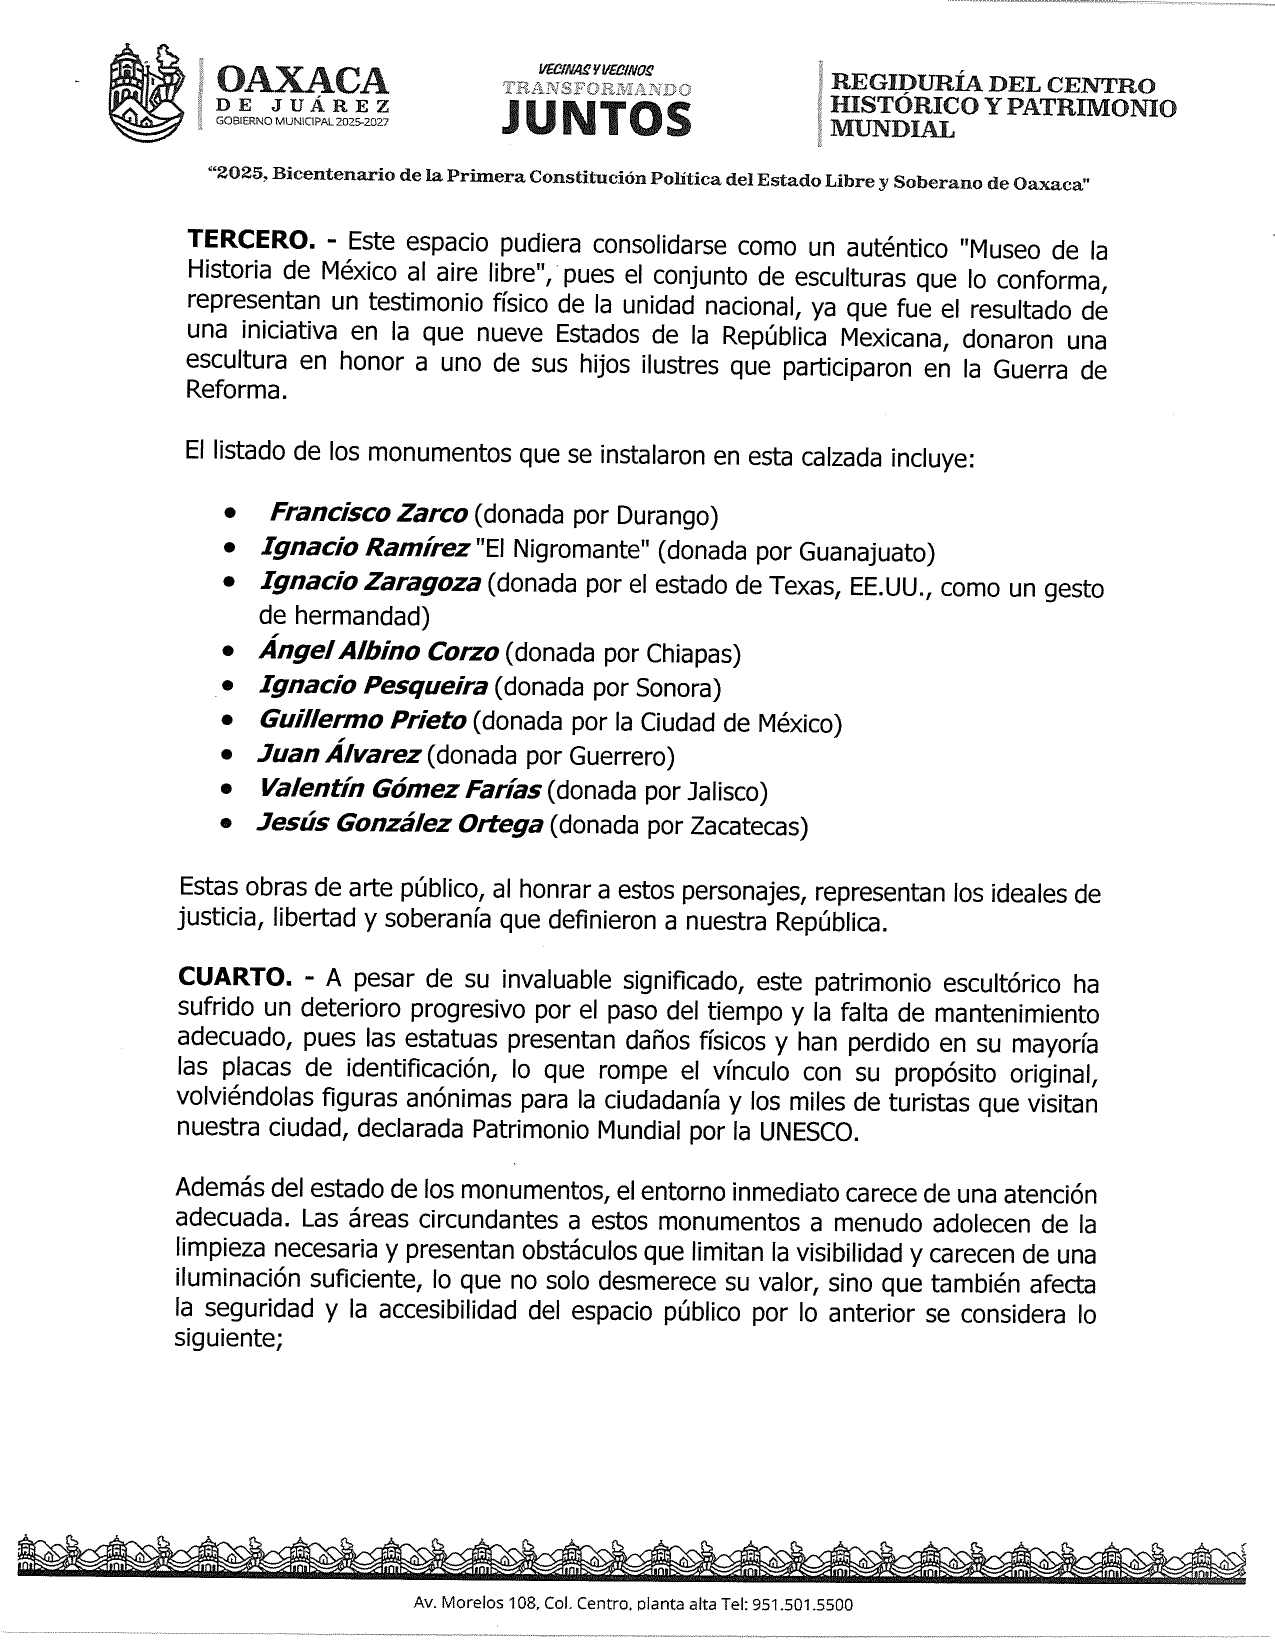 OAXACA
DE JUÁREZ
GOBIERNO MUNICIPAL 2025-2027
VECINAS Y VECINOS
TRANSFORMANDO
JUNTOS
REGIDURÍA DEL CENTRO
HISTÓRICO Y PATRIMONIO
MUNDIAL
"2025, Bicentenario de la Primera Constitución Política del Estado Libre y Soberano de Oaxaca"
TERCERO. - Este espacio pudiera consolidarse como un auténtico "Museo de la
Historia de México al aire libre", pues el conjunto de esculturas que lo conforma,
representan un testimonio físico de la unidad nacional, ya que fue el resultado de
una iniciativa en la que nueve Estados de la República Mexicana, donaron una
escultura en honor a uno de sus hijos ilustres que participaron en la Guerra de
Reforma.
El listado de los monumentos que se instalaron en esta calzada incluye:
• Francisco Zarco (donada por Durango)
• Ignacio Ramírez "El Nigromante" (donada por Guanajuato)
• Ignacio Zaragoza (donada por el estado de Texas, EE.UU., como un gesto
de hermandad)
• Ángel Albino Corzo (donada por Chiapas)
• Ignacio Pesqueira (donada por Sonora)
• Guillermo Prieto (donada por la Ciudad de México)
• Juan Álvarez (donada por Guerrero)
• Valentín Gómez Farías (donada por Jalisco)
• Jesús González Ortega (donada por Zacatecas)
Estas obras de arte público, al honrar a estos personajes, representan los ideales de
justicia, libertad y soberanía que definieron a nuestra República.
CUARTO. - A pesar de su invaluable significado, este patrimonio escultórico ha
sufrido un deterioro progresivo por el paso del tiempo y la falta de mantenimiento
adecuado, pues las estatuas presentan daños físicos y han perdido en su mayoría
las placas de identificación, lo que rompe el vínculo con su propósito original,
volviéndolas figuras anónimas para la ciudadanía y los miles de turistas que visitan
nuestra ciudad, declarada Patrimonio Mundial por la UNESCO.
Además del estado de los monumentos, el entorno inmediato carece de una atención
adecuada. Las áreas circundantes a estos monumentos a menudo adolecen de la
limpieza necesaria y presentan obstáculos que limitan la visibilidad y carecen de una
iluminación suficiente, lo que no solo desmerece su valor, sino que también afecta
la seguridad y la accesibilidad del espacio público por lo anterior se considera lo
siguiente;
Av. Morelos 108, Col. Centro, planta alta Tel: 951.501.5500